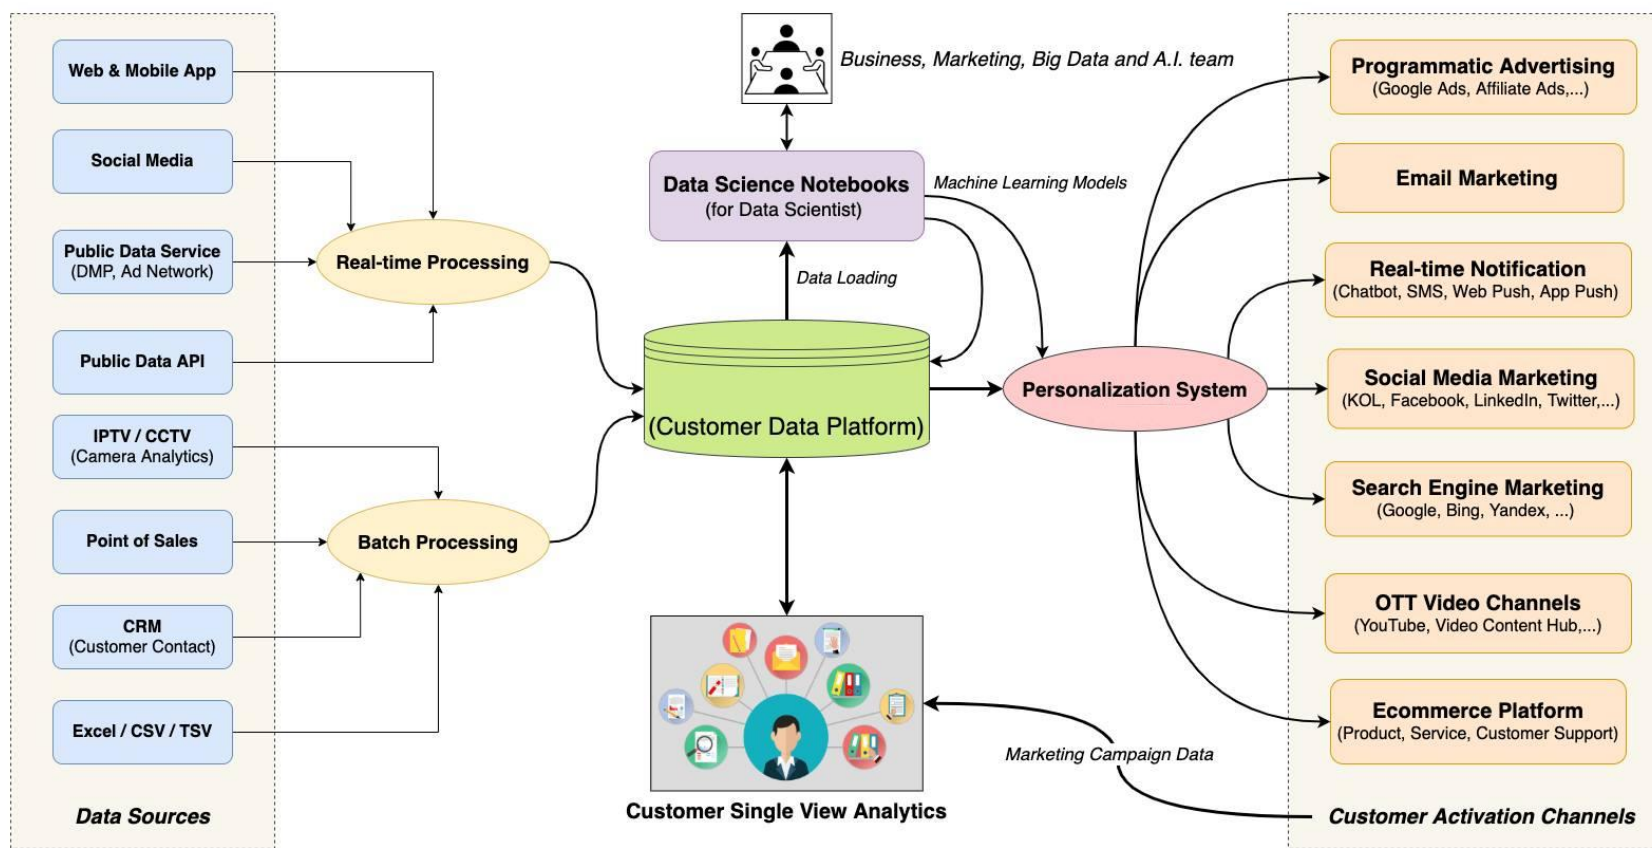 Web & Mobile App
Social Media
Public Data Service
(DMP, Ad Network)
Public Data API
IPTV / CCTV
(Camera Analytics)
Point of Sales
CRM
(Customer Contact)
Excel / CSV / TSV
Data Sources
Real-time Processing
Batch Processing
Business, Marketing, Big Data and A.I. team
Data Science Notebooks
(for Data Scientist)
Machine Learning Models
Data Loading
(Customer Data Platform)
Personalization System
Customer Single View Analytics
Marketing Campaign Data
Programmatic Advertising
(Google Ads, Affiliate Ads,...)
Email Marketing
Real-time Notification
(Chatbot, SMS, Web Push, App Push)
Social Media Marketing
(KOL, Facebook, LinkedIn, Twitter,...)
Search Engine Marketing
(Google, Bing, Yandex, ...)
OTT Video Channels
(YouTube, Video Content Hub,...)
Ecommerce Platform
(Product, Service, Customer Support)
Customer Activation Channels